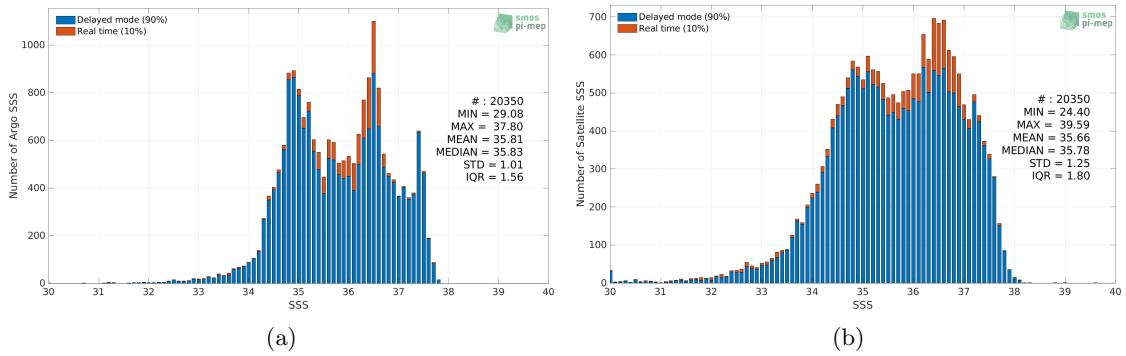 Delayed mode (90%)
Real time (10%)
smos
pi-mep
1000
800
600
400
200
0
Number of Argo SSS
# : 20350
MIN = 29.08
MAX = 37.80
MEAN = 35.81
MEDIAN = 35.83
STD = 1.01
IQR = 1.56
30 31 32 33 34 35 36 37 38 39 40
SSS
(a)
Delayed mode (90%)
Real time (10%)
smos
pi-mep
700
600
500
400
300
200
100
0
Number of Satellite SSS
# : 20350
MIN = 24.40
MAX = 39.59
MEAN = 35.66
MEDIAN = 35.78
STD = 1.25
IQR = 1.80
30 31 32 33 34 35 36 37 38 39 40
SSS
(b)